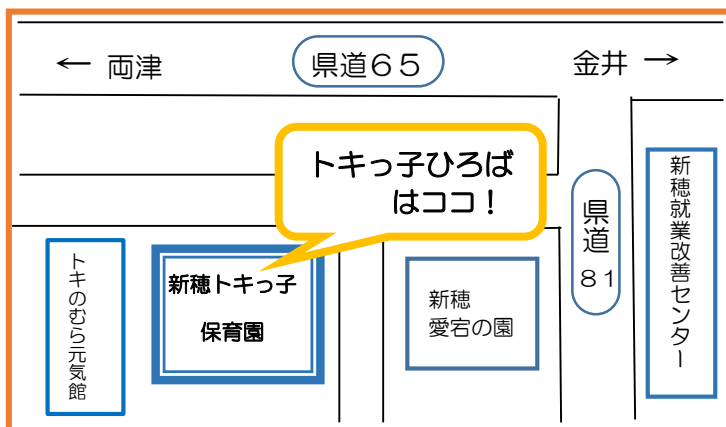 ← 両津
県道65
金井 →
トキっ子ひろば
はココ！
県道
81
新穂就業改善センター
トキのむら元気館
新穂トキっ子
保育園
新穂
愛宕の園